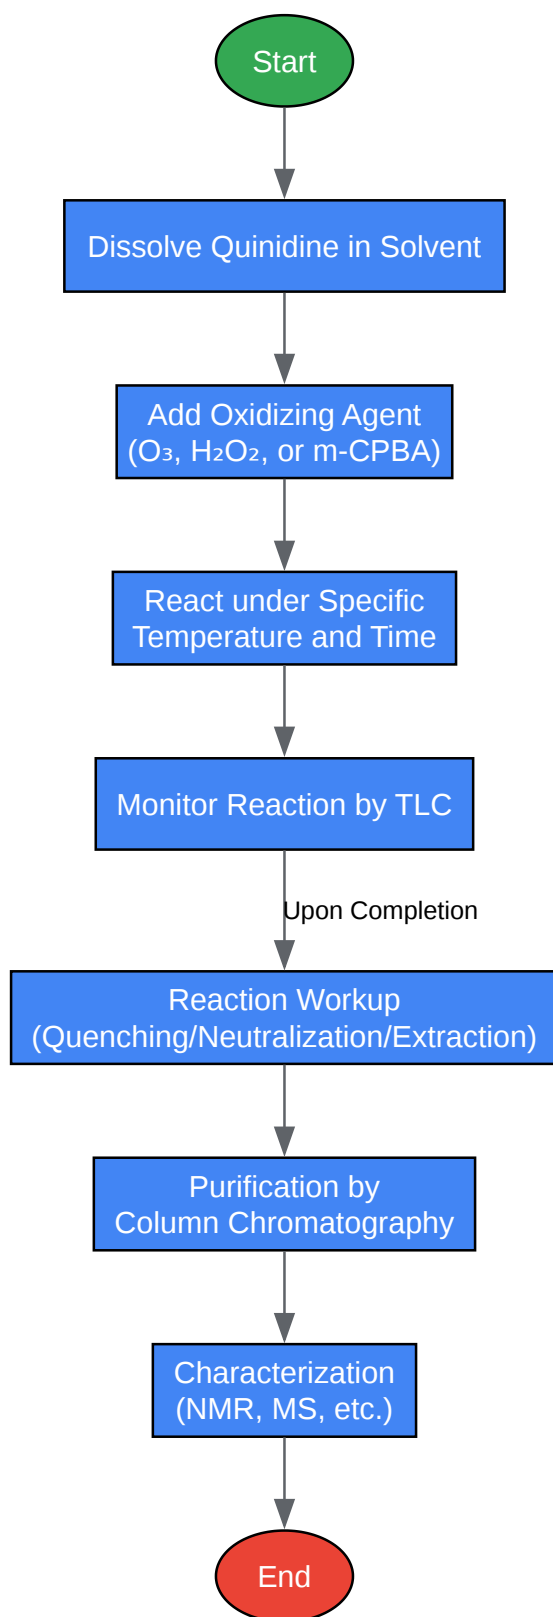 Start
Dissolve Quinidine in Solvent
Add Oxidizing Agent
(O₃, H₂O₂, or m-CPBA)
React under Specific
Temperature and Time
Monitor Reaction by TLC
Upon Completion
Reaction Workup
(Quenching/Neutralization/Extraction)
Purification by
Column Chromatography
Characterization
(NMR, MS, etc.)
End